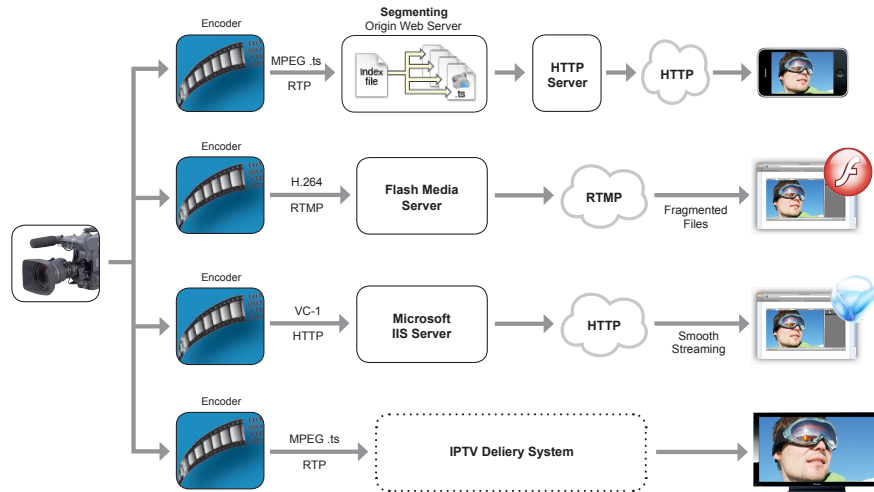 Encoder
MPEG .ts
RTP
Segmenting
Origin Web Server
Index
file
.ts
HTTP
Server
HTTP
Encoder
H.264
RTMP
Flash Media
Server
RTMP
Fragmented
Files
Encoder
VC-1
HTTP
Microsoft
IIS Server
HTTP
Smooth
Streaming
Encoder
MPEG .ts
RTP
IPTV Deliery System